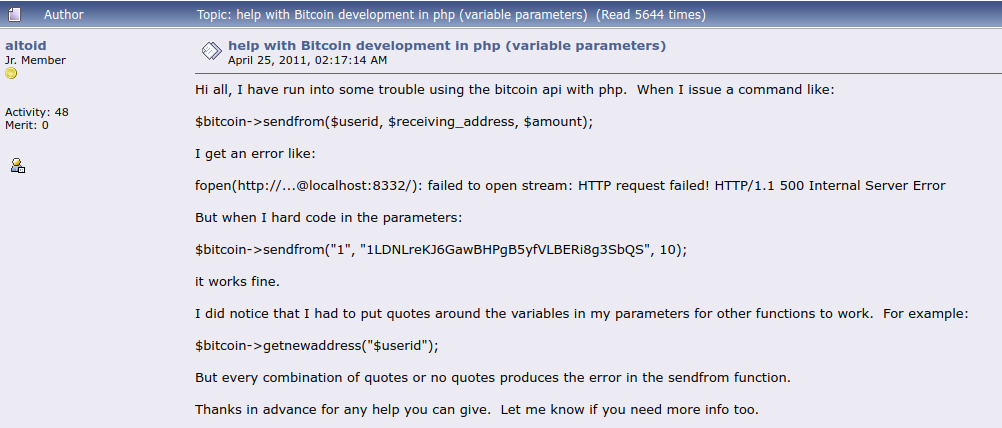 Author
Topic: help with Bitcoin development in php (variable parameters)  (Read 5644 times)
altoid
Jr. Member
Activity: 48
Merit: 0
help with Bitcoin development in php (variable parameters)
April 25, 2011, 02:17:14 AM
Hi all, I have run into some trouble using the bitcoin api with php.  When I issue a command like:
$bitcoin->sendfrom($userid, $receiving_address, $amount);
I get an error like:
fopen(http://...@localhost:8332/): failed to open stream: HTTP request failed! HTTP/1.1 500 Internal Server Error
But when I hard code in the parameters:
$bitcoin->sendfrom("1", "1LDNLreKJ6GawBHPgB5yfVLBERi8g3SbQS", 10);
it works fine.
I did notice that I had to put quotes around the variables in my parameters for other functions to work.  For example:
$bitcoin->getnewaddress("$userid");
But every combination of quotes or no quotes produces the error in the sendfrom function.
Thanks in advance for any help you can give.  Let me know if you need more info too.